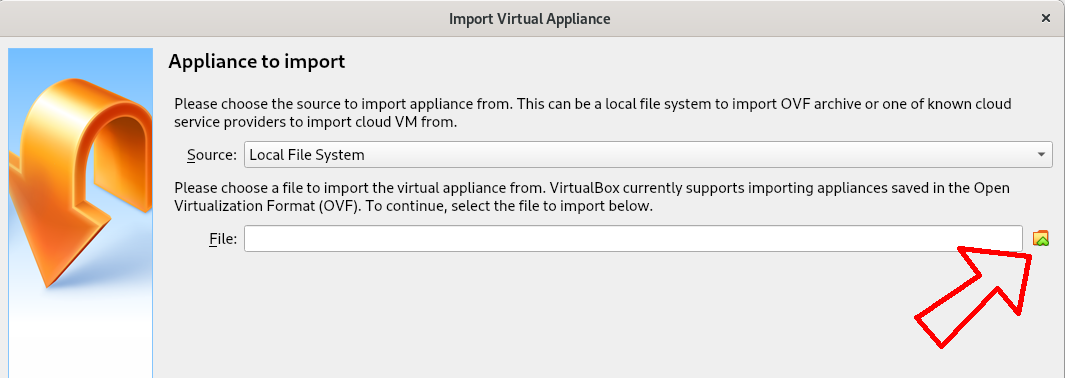 Import Virtual Appliance
Appliance to import
Please choose the source to import appliance from. This can be a local file system to import OVF archive or one of known cloud
service providers to import cloud VM from.
Source: Local File System
Please choose a file to import the virtual appliance from. VirtualBox currently supports importing appliances saved in the Open
Virtualization Format (OVF). To continue, select the file to import below.
File: